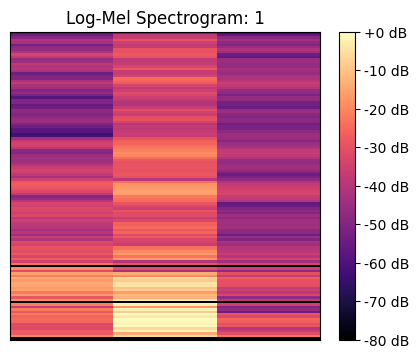 Log-Mel Spectrogram: 1
+0 dB
-10 dB
-20 dB
-30 dB
-40 dB
-50 dB
-60 dB
-70 dB
-80 dB